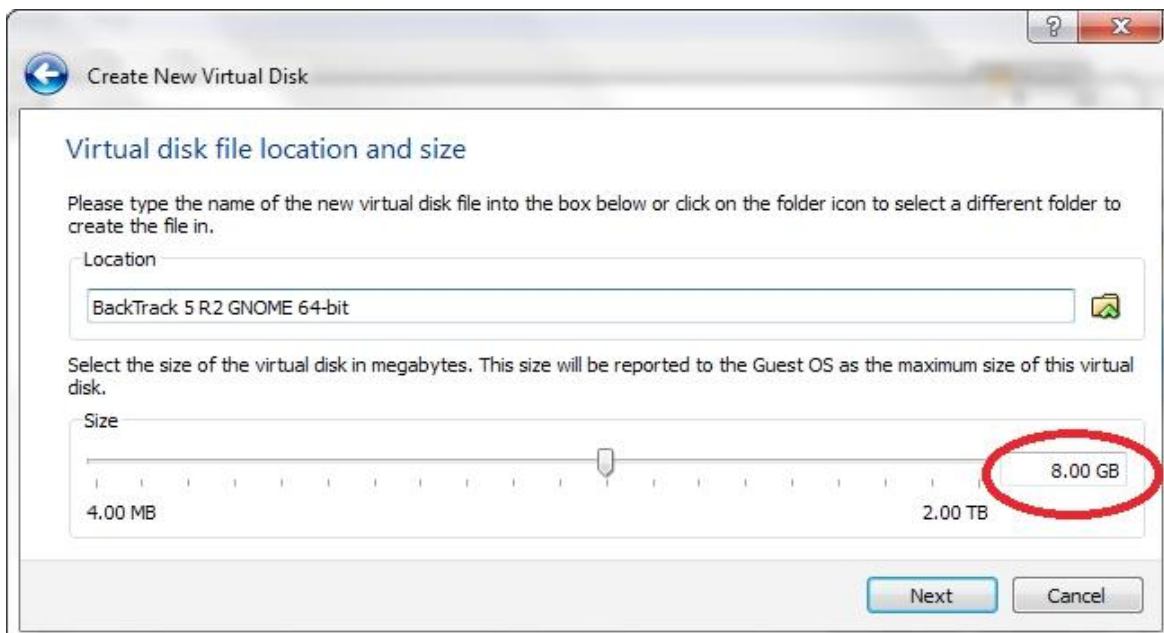 Create New Virtual Disk
Virtual disk file location and size
Please type the name of the new virtual disk file into the box below or click on the folder icon to select a different folder to
create the file in.
Location
BackTrack 5 R2 GNOME 64-bit
Select the size of the virtual disk in megabytes. This size will be reported to the Guest OS as the maximum size of this virtual
disk.
Size
8.00 GB
4.00 MB 2.00 TB
Next Cancel